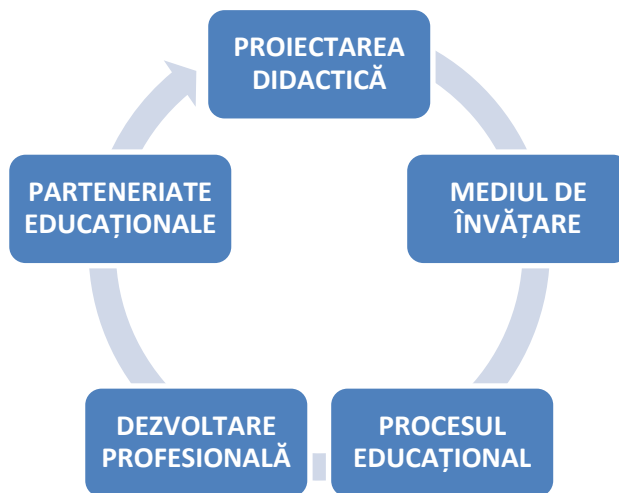 PROIECTAREA
DIDACTICĂ
MEDIUL DE
ÎNVĂȚARE
PROCESUL
EDUCAȚIONAL
DEZVOLTARE
PROFESIONALĂ
PARTENERIATE
EDUCAȚIONALE